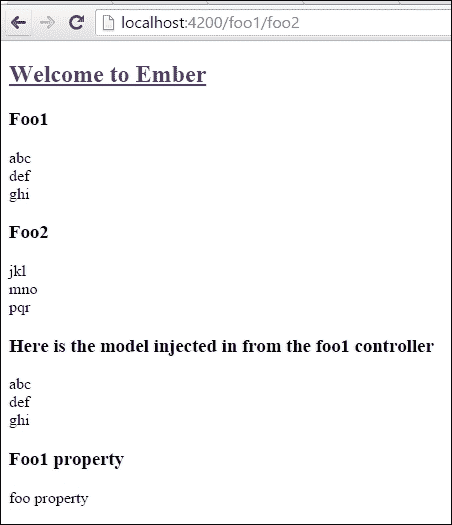 localhost:4200/foo1/foo2
Welcome to Ember
Foo1
abc
def
ghi
Foo2
jkl
mno
pqr
Here is the model injected in from the foo1 controller
abc
def
ghi
Foo1 property
foo property